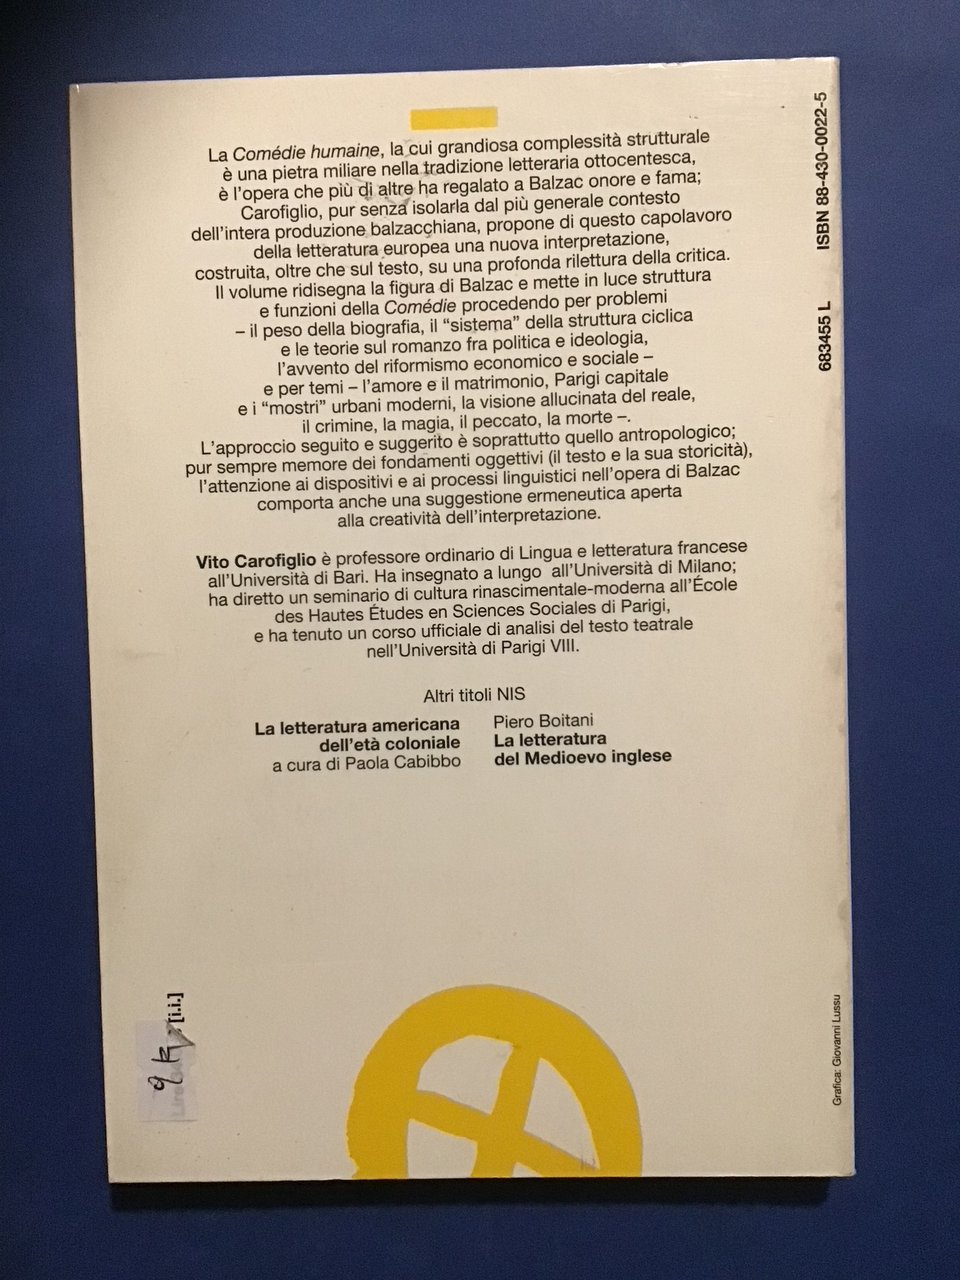 La Comédie humaine, la cui grandiosa complessità strutturale
è una pietra miliare nella tradizione letteraria ottocentesca,
è l'opera che più di altre ha regalato a Balzac onore e fama;
Carofiglio, pur senza isolarla dal più generale contesto
dell'intera produzione balzacchiana, propone di questo capolavoro
della letteratura europea una nuova interpretazione,
costruita, oltre che sul testo, su una profonda rilettura della critica.
Il volume ridisegna la figura di Balzac e mette in luce struttura
e funzioni della Comédie procedendo per problemi
– il peso della biografia, il “sistema” della struttura ciclica
e le teorie sul romanzo fra politica e ideologia,
l'avvento del riformismo economico e sociale –
e per temi – l'amore e il matrimonio, Parigi capitale
e i “mostri” urbani moderni, la visione allucinata del reale,
il crimine, la magia, il peccato, la morte –.
L'approccio seguito e suggerito è soprattutto quello antropologico;
pur sempre memore dei fondamenti oggettivi (il testo e la sua storicità),
l'attenzione ai dispositivi e ai processi linguistici nell'opera di Balzac
comporta anche una suggestione ermeneutica aperta
alla creatività dell'interpretazione.
Vito Carofiglio è professore ordinario di Lingua e letteratura francese
all'Università di Bari. Ha insegnato a lungo all'Università di Milano;
ha diretto un seminario di cultura rinascimentale-moderna all'École
des Hautes Études en Sciences Sociales di Parigi,
e ha tenuto un corso ufficiale di analisi del testo teatrale
nell'Università di Parigi VIII.
Altri titoli NIS
La letteratura americana
dell'età coloniale
a cura di Paola Cabibbo
Piero Boitani
La letteratura
del Medioevo inglese
ISBN 88-430-0022-5
683455 L
Grafica: Giovanni Lussu
Lire
[i.i.]